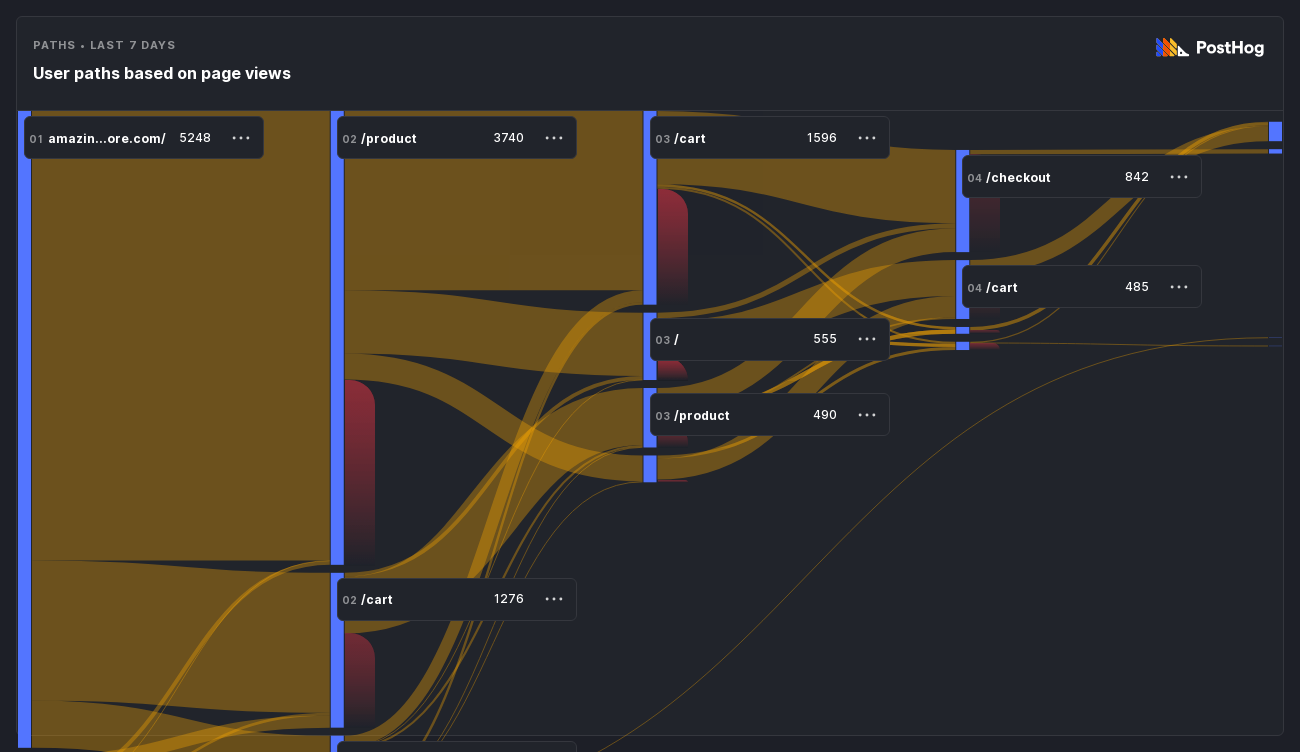 PATHS • LAST 7 DAYS
PostHog
User paths based on page views
01 amazin...ore.com/ 5248
02 /product 3740
03 /cart 1596
04 /checkout 842
04 /cart 485
03 / 555
03 /product 490
02 /cart 1276